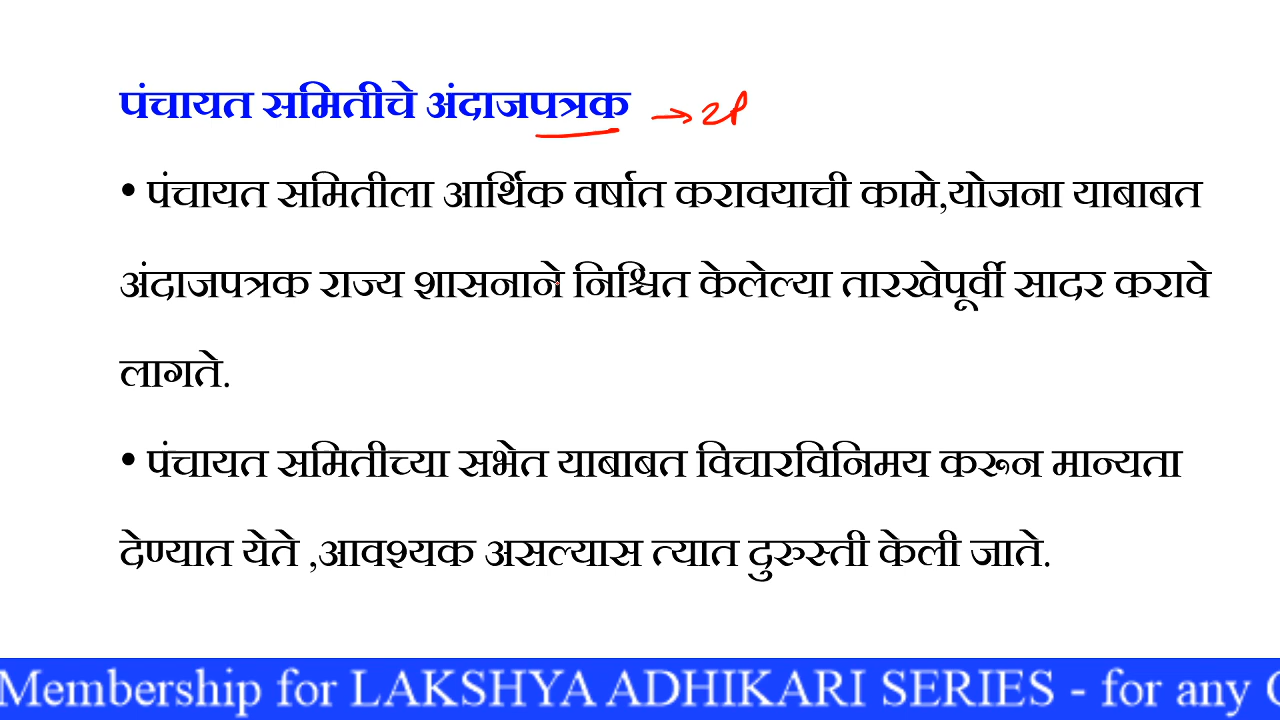 पंचायत समितीचे अंदाजपत्रक → ZP
• पंचायत समितीला आर्थिक वर्षात करावयाची कामे,योजना याबाबत
अंदाजपत्रक राज्य शासनाने निश्चित केलेल्या तारखेपूर्वी सादर करावे
लागते.
• पंचायत समितीच्या सभेत याबाबत विचारविनिमय करून मान्यता
देण्यात येते ,आवश्यक असल्यास त्यात दुरुस्ती केली जाते.
Membership for LAKSHYA ADHIKARI SERIES - for any